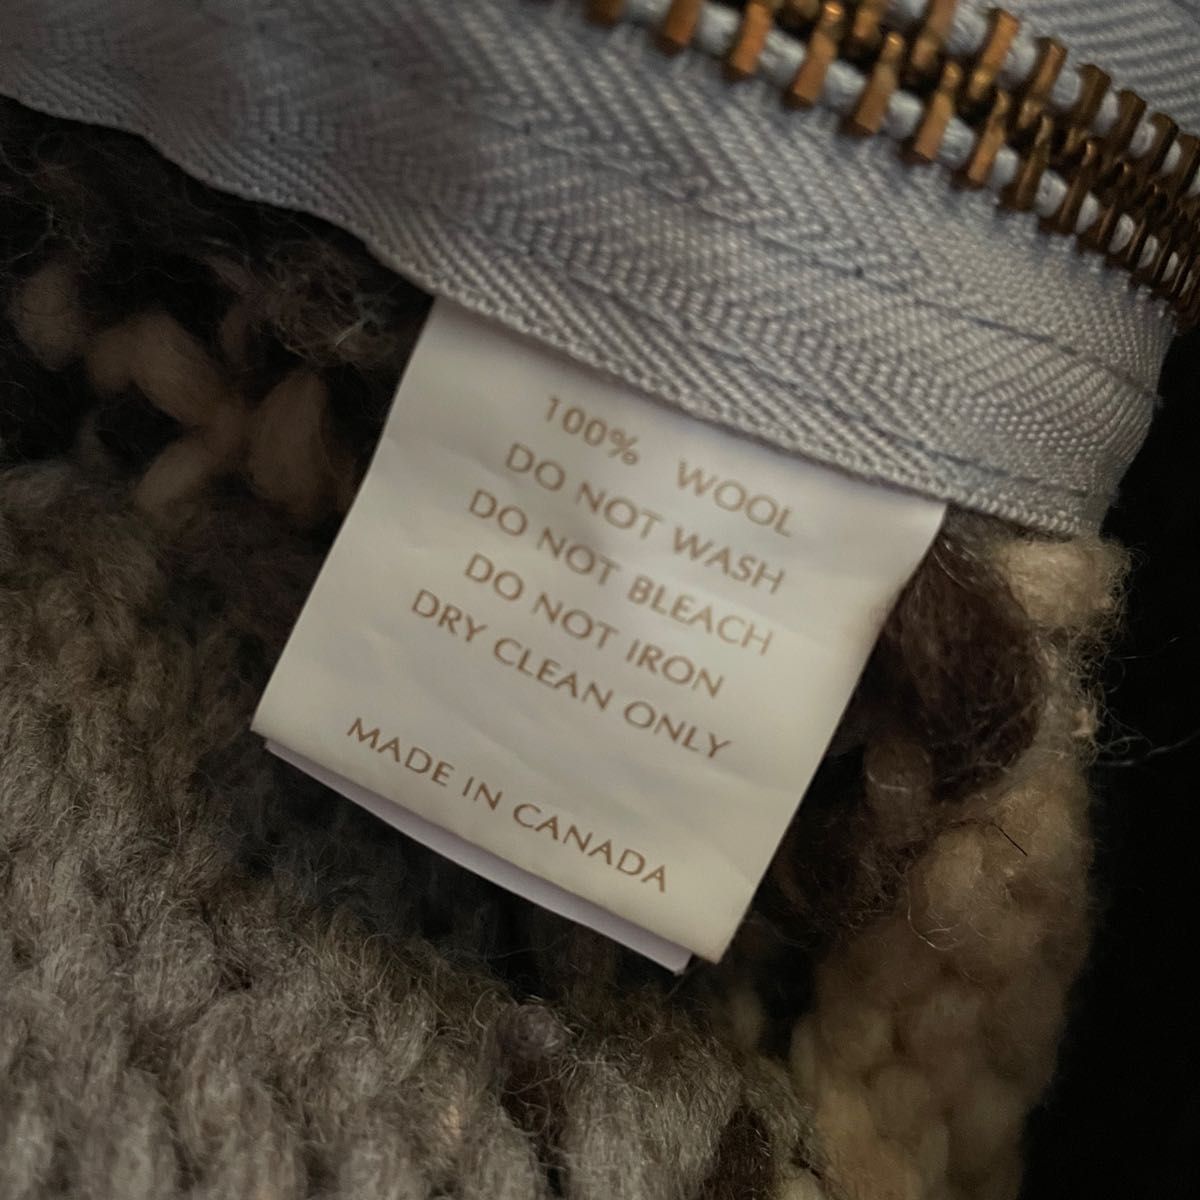 100% WOOL
DO NOT WASH
DO NOT BLEACH
DO NOT IRON
DRY CLEAN ONLY
MADE IN CANADA